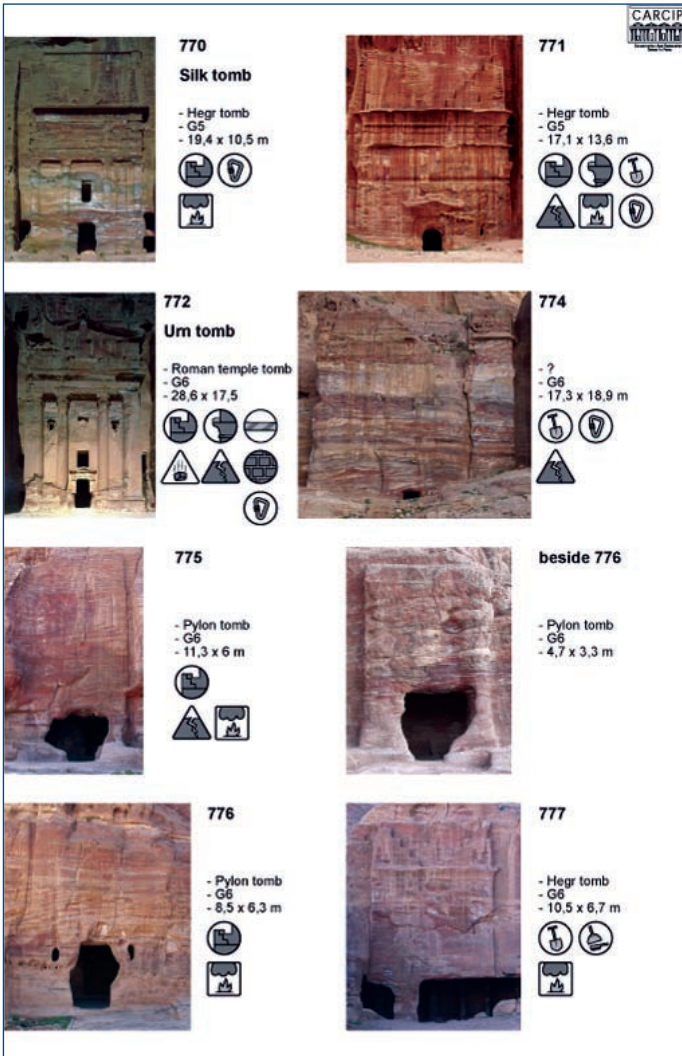 CARCIP
770
Silk tomb
- Hegr tomb
- G5
- 19,4 x 10,5 m
771
- Hegr tomb
- G5
- 17,1 x 13,6 m
772
Urn tomb
- Roman temple tomb
- G6
- 28,6 x 17,5
774
- ?
- G6
- 17,3 x 18,9 m
775
- Pylon tomb
- G6
- 11,3 x 6 m
beside 776
- Pylon tomb
- G6
- 4,7 x 3,3 m
776
- Pylon tomb
- G6
- 8,5 x 6,3 m
777
- Hegr tomb
- G6
- 10,5 x 6,7 m